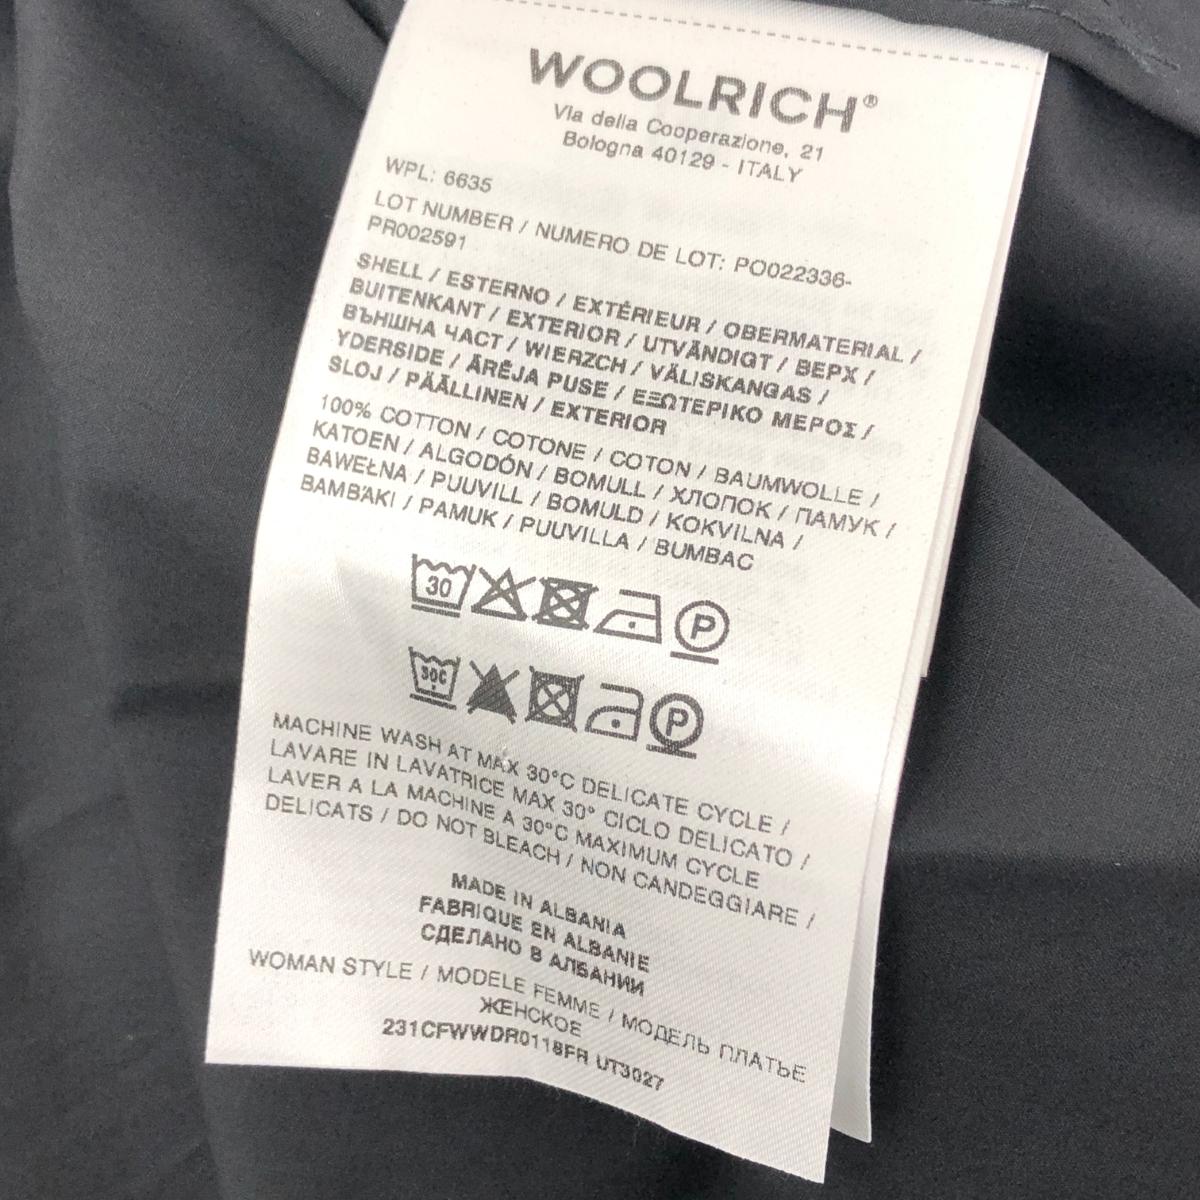 WOOLRICH®
Via della Cooperazione, 21
Bologna 40129 - ITALY
WPL: 6635
LOT NUMBER / NUMERO DE LOT: PO022336-
PR002591
SHELL / ESTERNO / EXTÉRIEUR / OBERMATERIAL /
BUITENKANT / EXTERIOR / UTVÄNDIGT / ВЕРХ /
ВЪНШНА ЧАСТ / WIERZCH / VÄLISKANGAS /
YDERSIDE / ĀRĒJA PUSE / ΕΞΩΤΕΡΙΚΟ ΜΕΡΟΣ /
SLOJ / PÄÄLLINEN / EXTERIOR
100% COTTON / COTONE / COTON / BAUMWOLLE /
KATOEN / ALGODÓN / BOMULL / ХЛОПОК / ПАМУК /
BAWEŁNA / PUUVILL / BOMULD / KOKVILNA /
BAMBAKI / PAMUK / PUUVILLA / BUMBAC
30 P
30C P
MACHINE WASH AT MAX 30°C DELICATE CYCLE /
LAVARE IN LAVATRICE MAX 30° CICLO DELICATO /
LAVER A LA MACHINE A 30°C MAXIMUM CYCLE
DELICATS / DO NOT BLEACH / NON CANDEGGIARE /
MADE IN ALBANIA
FABRIQUE EN ALBANIE
СДЕЛАНО В АЛБАНИИ
WOMAN STYLE / MODELE FEMME / МОДЕЛЬ ПЛАТЬЕ
ЖЕНСКОЕ
231CFWWDR0118FR UT3027